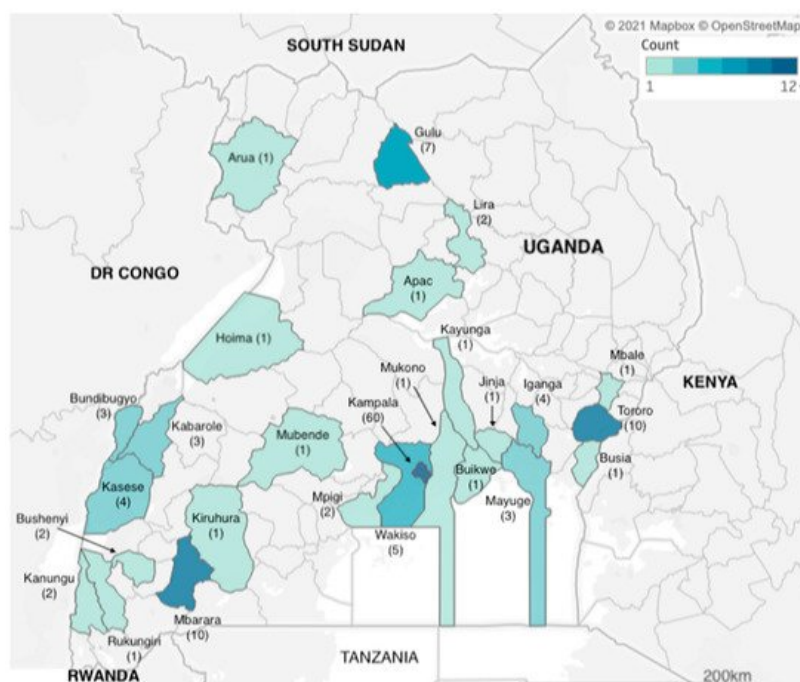 © 2021 Mapbox © OpenStreetMap
SOUTH SUDAN
Count
1
12+
Gulu
(7)
Arua (1)
Lira
(2)
UGANDA
DR CONGO
Apac
(1)
Hoima (1)
Kayunga
(1)
Mukono
(1)
Jinja
(1)
Iganga
(4)
Mbale
(1)
KENYA
Bundibugyo
(3)
Kabarole
(3)
Kampala
(60)
Tororo
(10)
Mubende
(1)
Busia
(1)
Kasese
(4)
Buikwe
(1)
Mpigi
(2)
Mayuge
(3)
Bushenyi
(2)
Kiruhura
(1)
Wakiso
(5)
Kanungu
(2)
Mbarara
(10)
Rukungiri
(1)
TANZANIA
RWANDA
200km